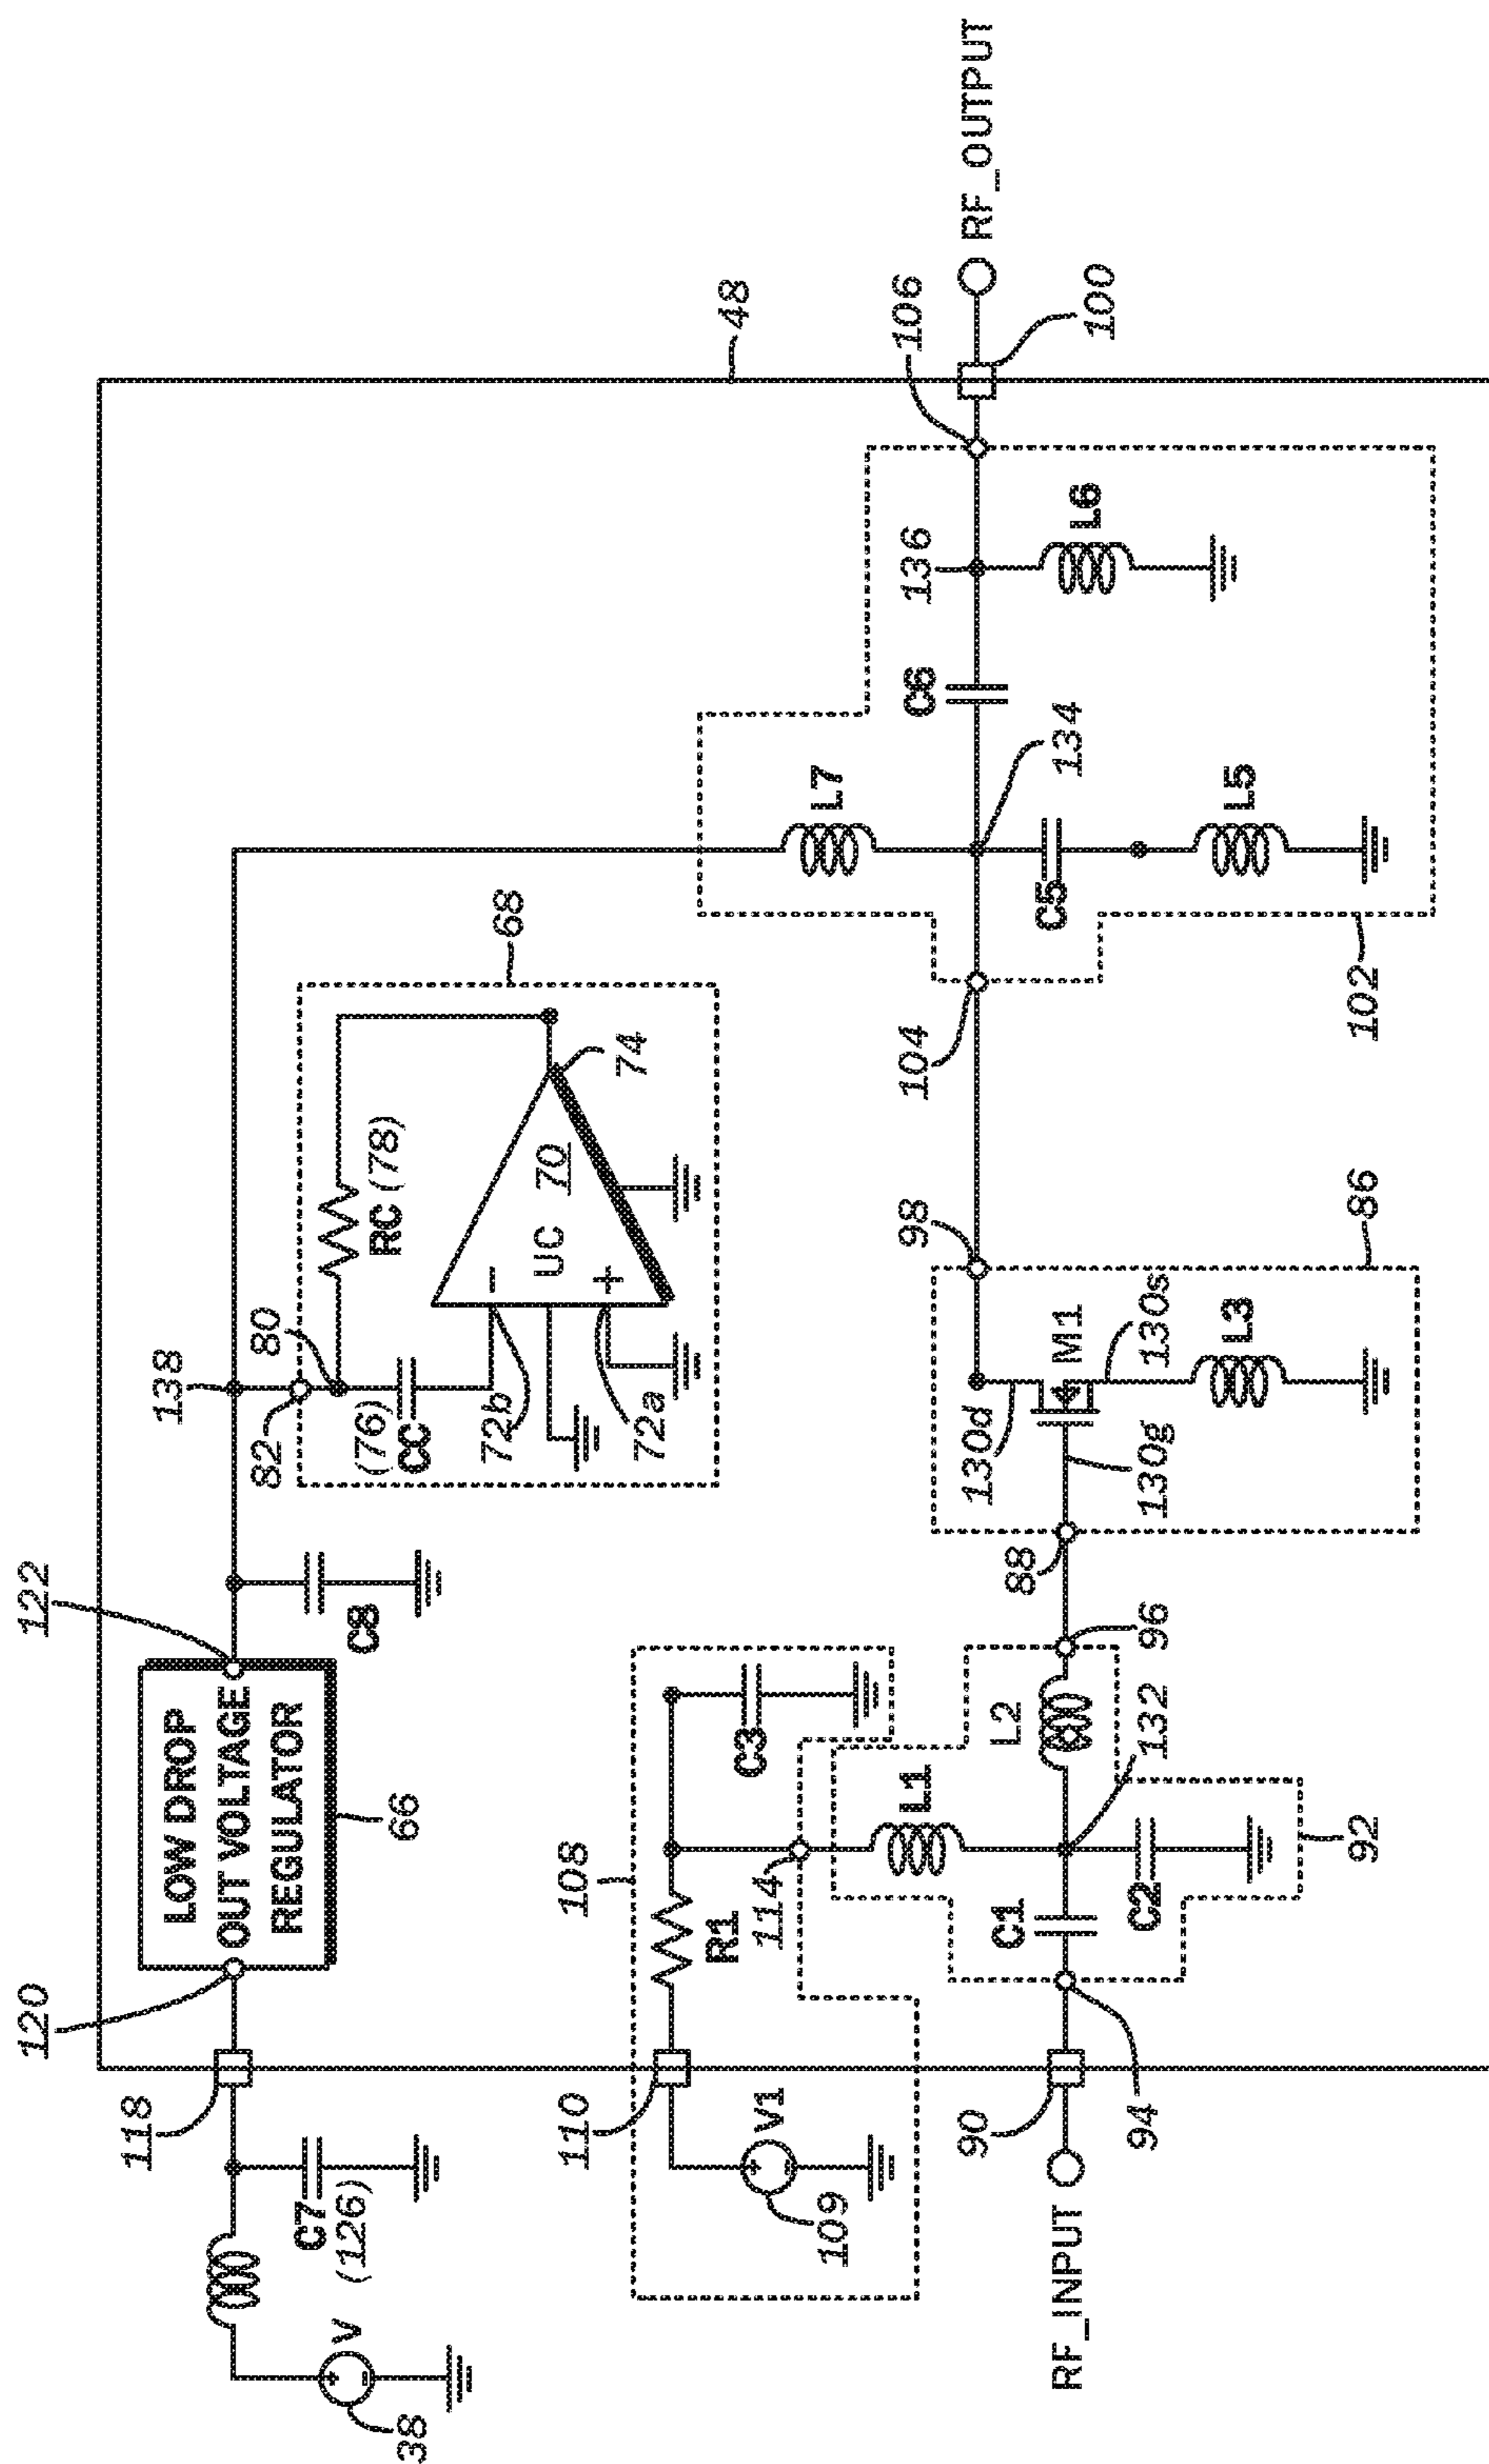 122
120
118
LOW DROP
OUT VOLTAGE
REGULATOR
66
C8
C7
(126)
V
38
138
82
80
(76)
CC
RC (78)
68
72b
72a
UC
70
-
+
74
48
108
110
R1
114
C3
V1
109
L1
L2
C1
C2
132
96
92
94
90
RF_INPUT
88
98
130d
130g
130s
M1
L3
86
104
L7
C5
L5
134
C6
136
L6
102
106
100
RF_OUTPUT